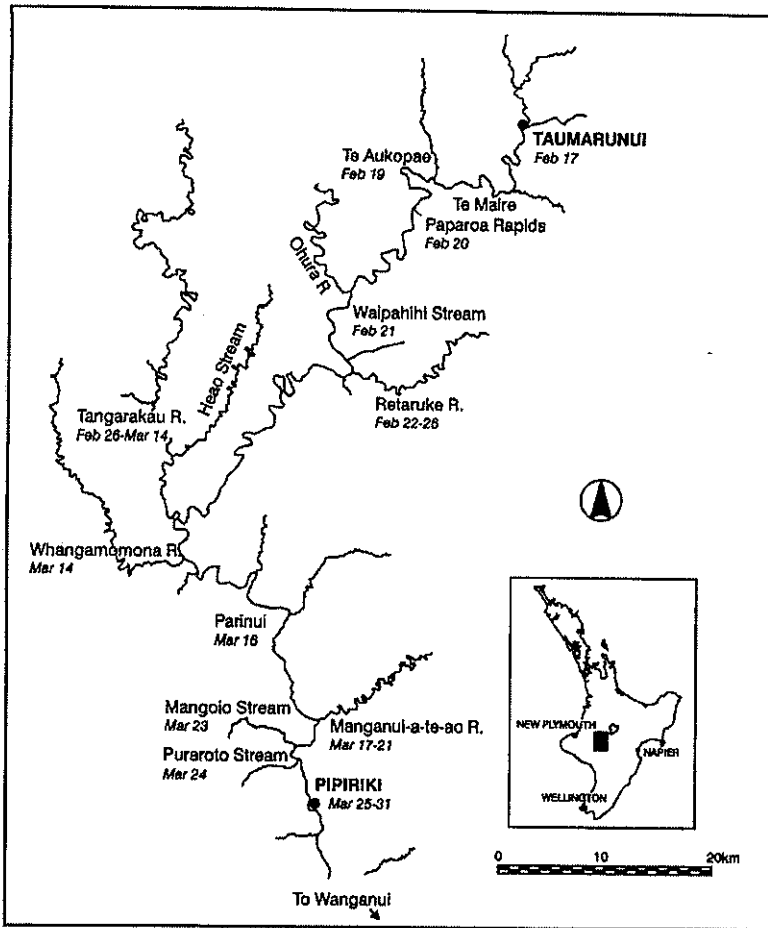 TAUMARUNUI
Feb 17
Te Aukopae
Feb 19
Te Maire
Paparoa Rapids
Feb 20
Ohura R
Waipahihi Stream
Feb 21
Heao Stream
Retaruke R.
Feb 22-26
Tangarakau R.
Feb 26-Mar 14
Whangamomona R.
Mar 14
Parinui
Mar 16
Mangoio Stream
Mar 23
Manganui-a-te-ao R.
Mar 17-21
Puraroto Stream
Mar 24
PIPIRIKI
Mar 25-31
To Wanganui
NEW PLYMOUTH
NAPIER
WELLINGTON
0 10 20km